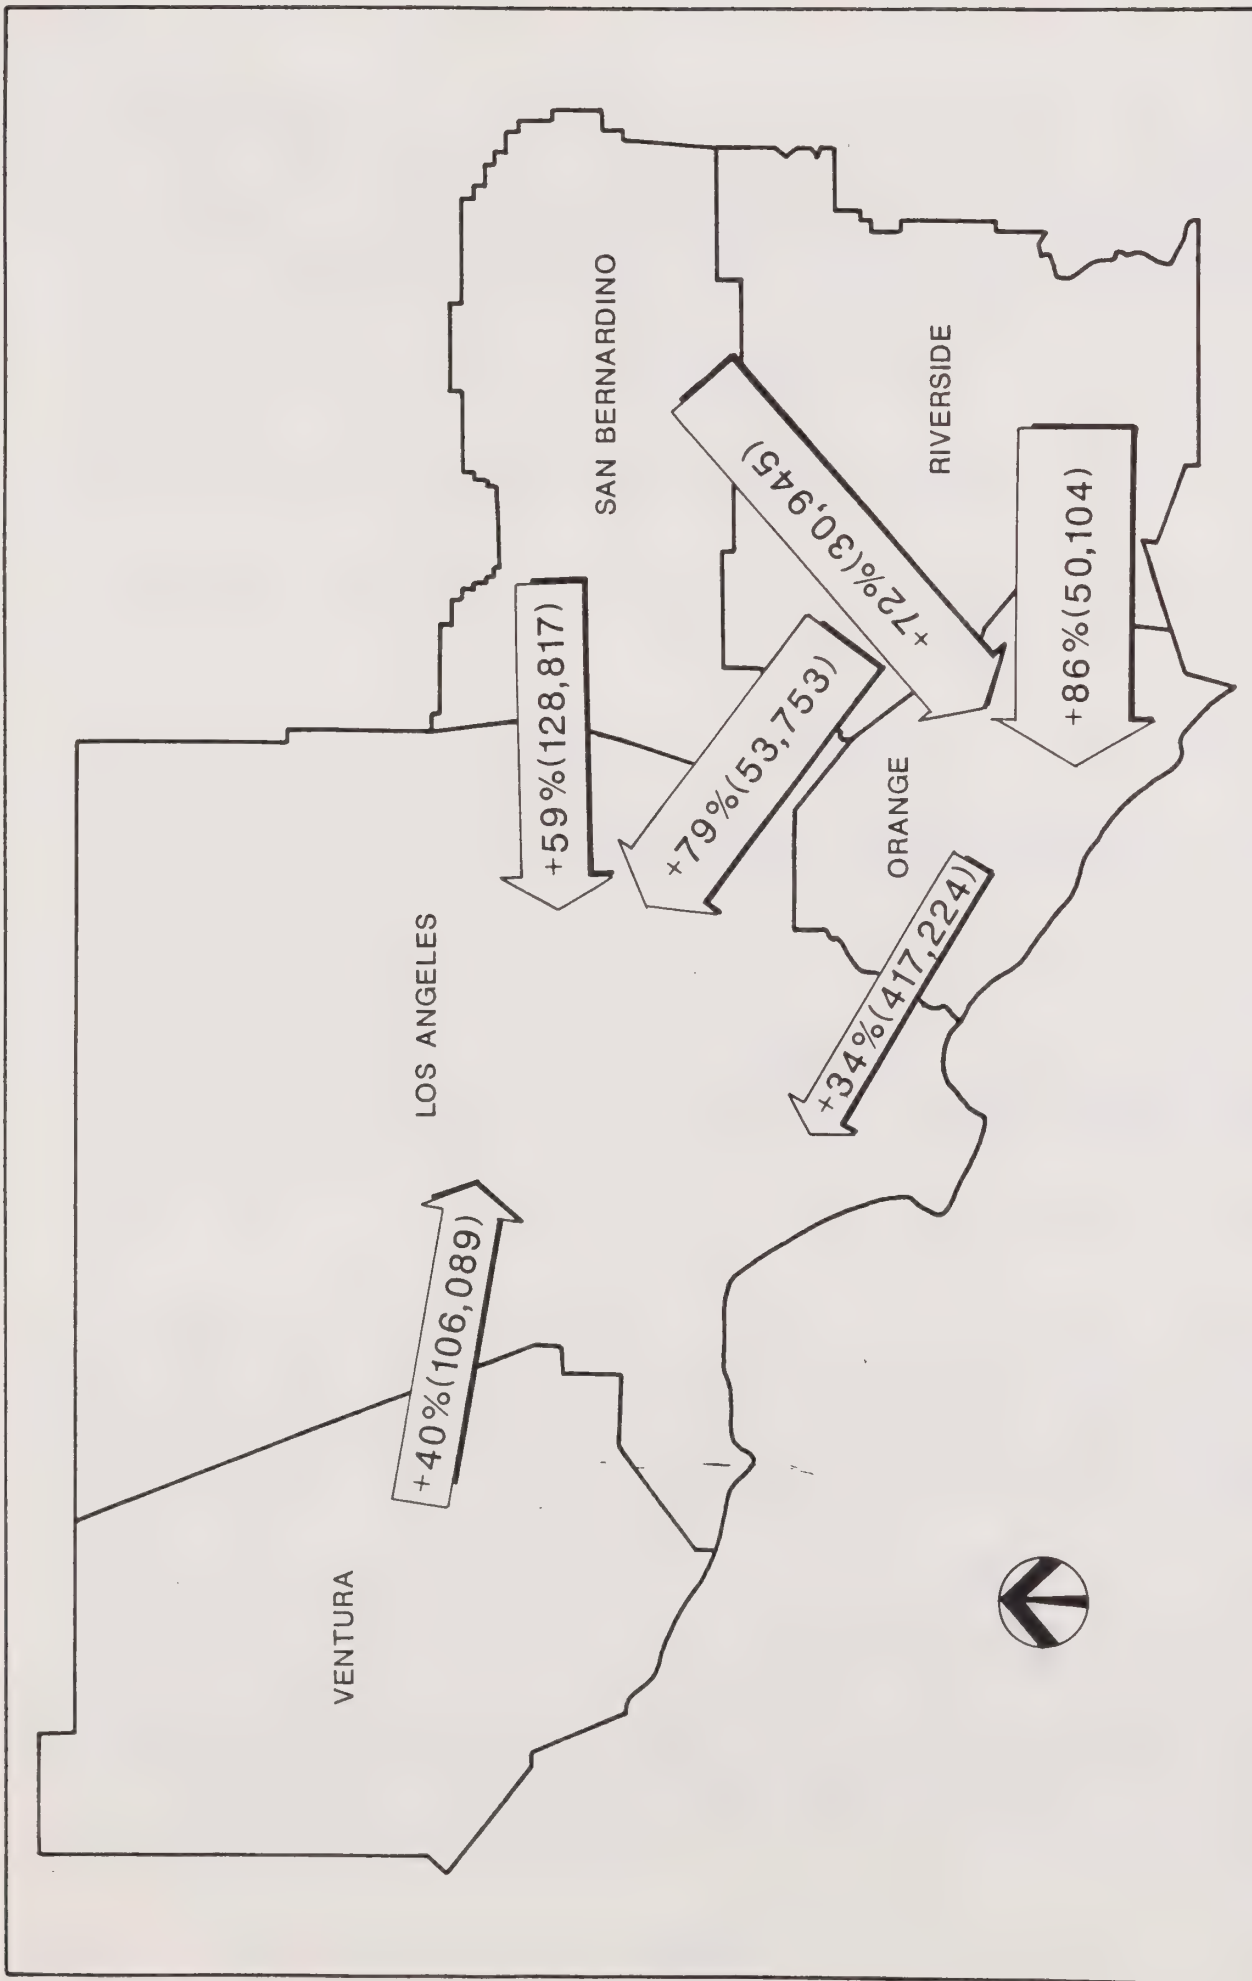 VENTURA
+40%(106,089)
LOS ANGELES
+59%(128,817)
SAN BERNARDINO
+79%(53,753)
+34%(417,224)
ORANGE
+72%(30,945)
RIVERSIDE
+86%(50,104)